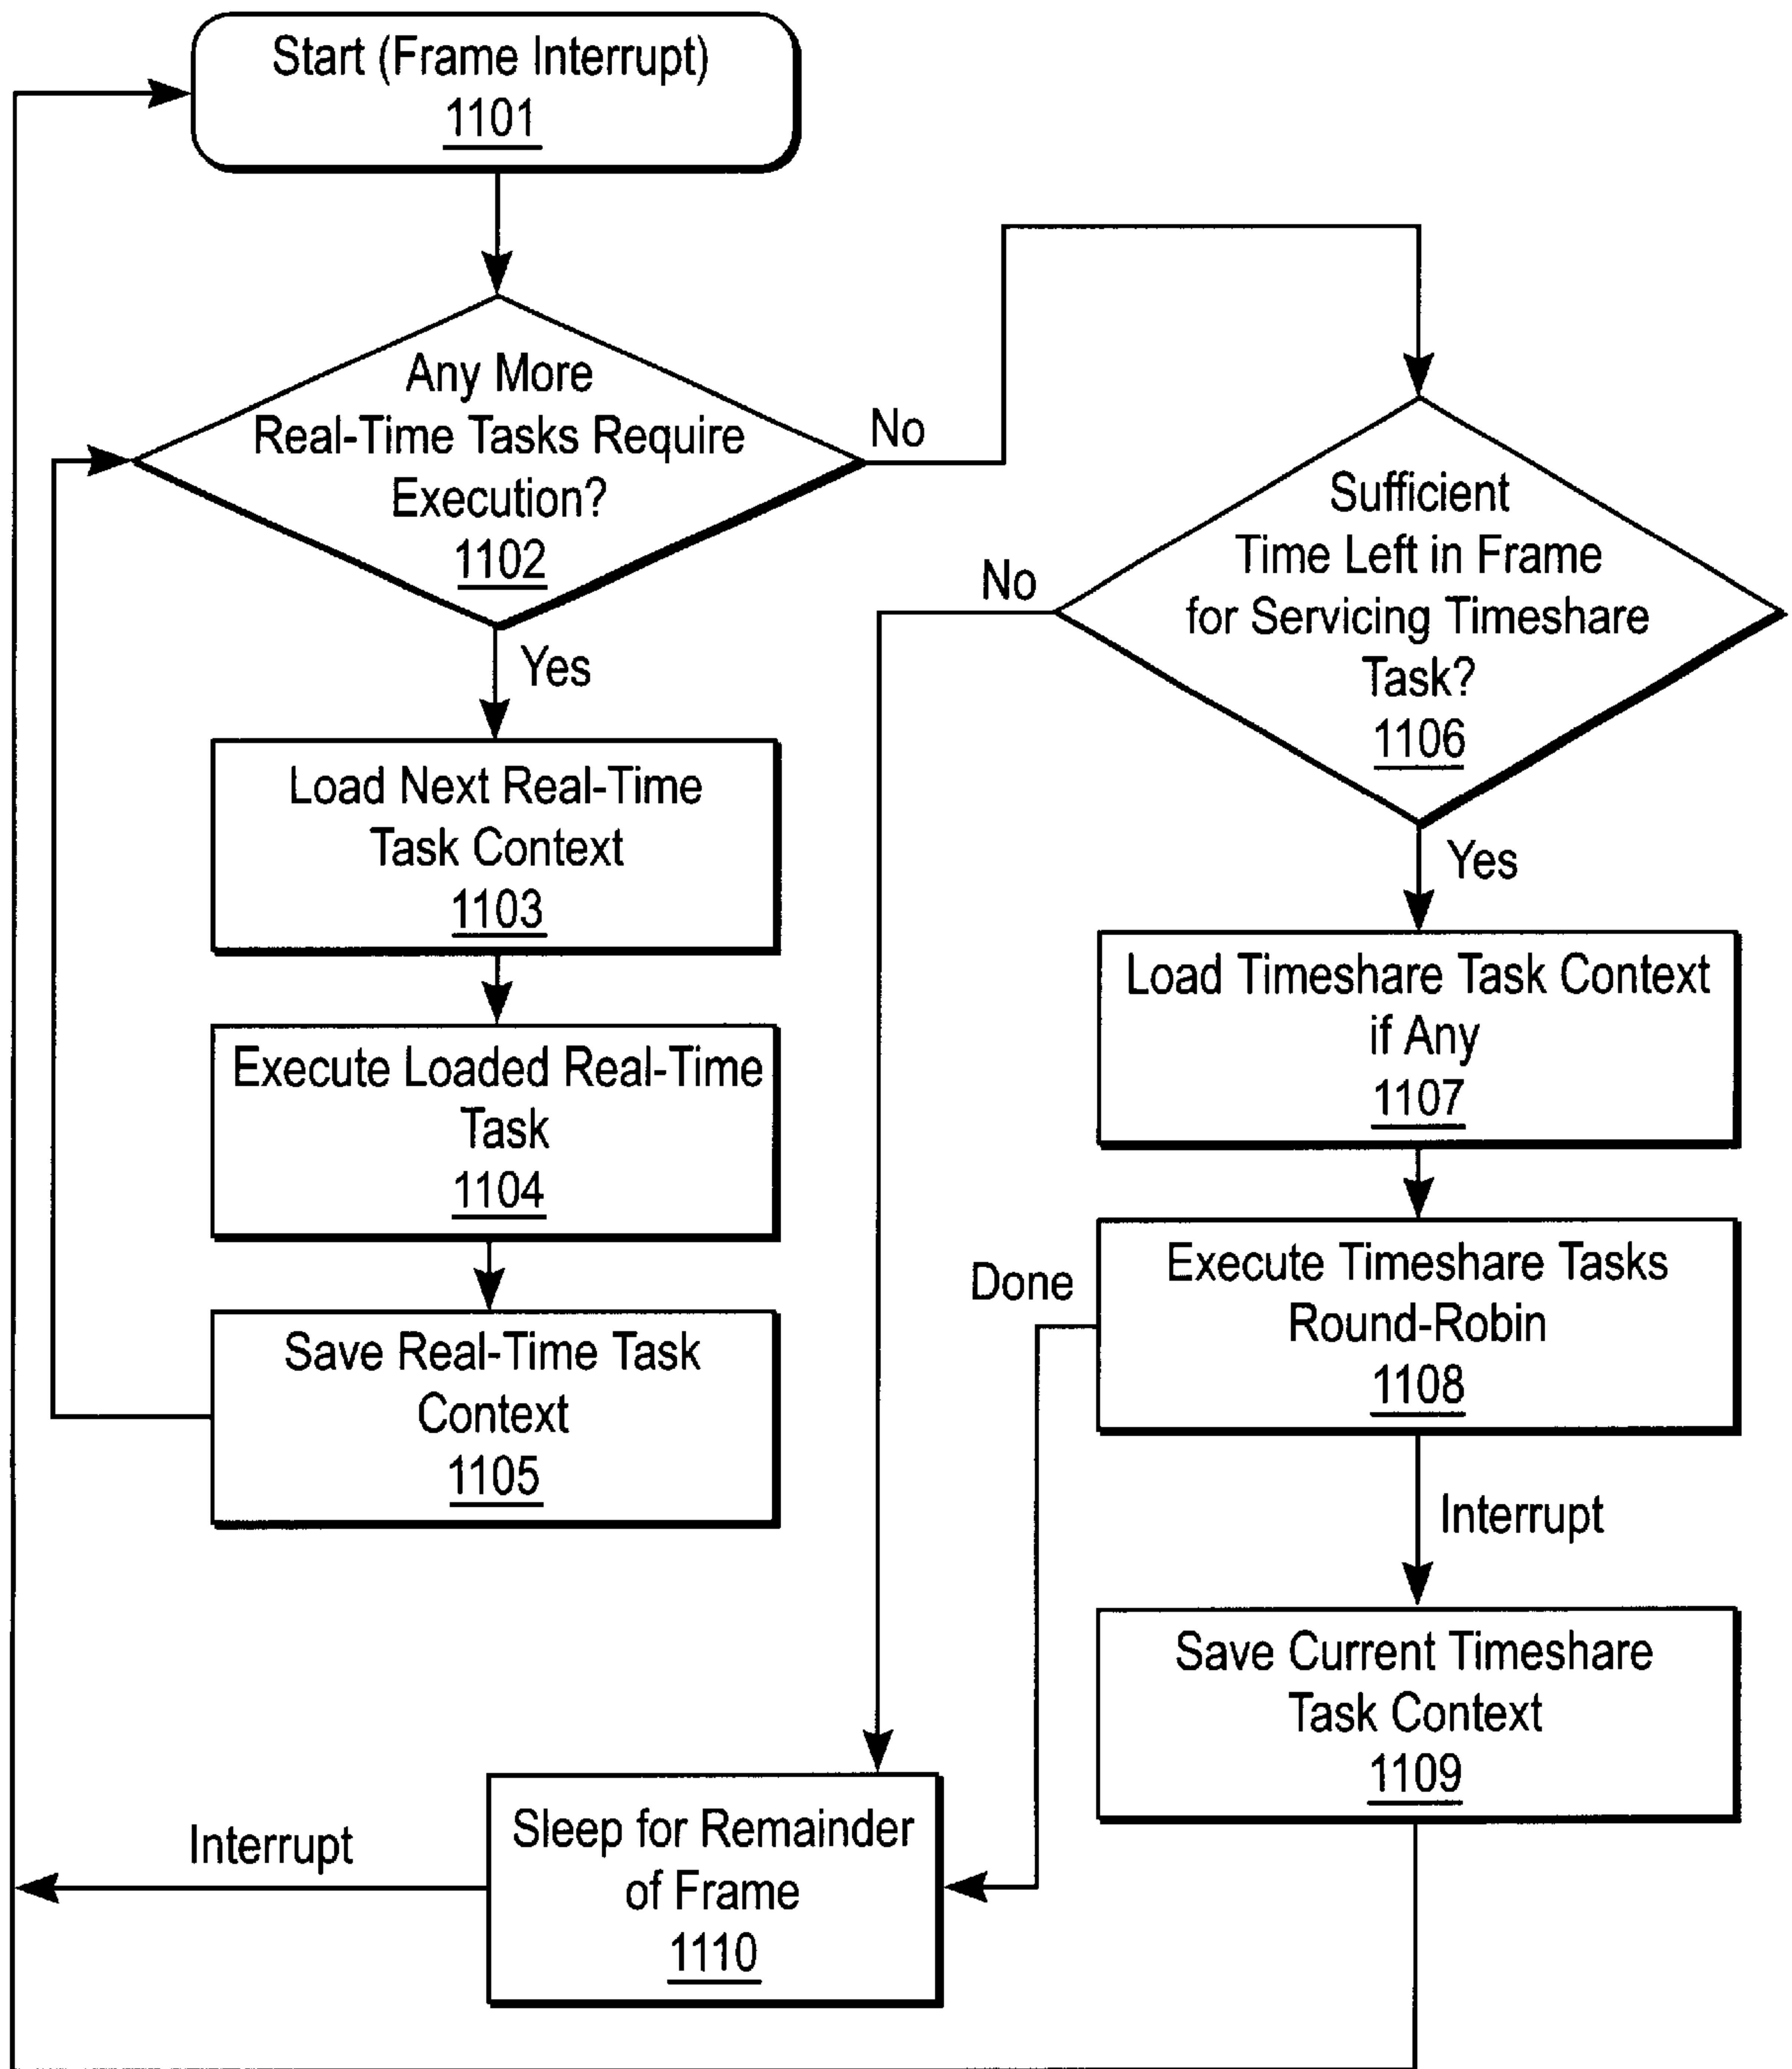 Start (Frame Interrupt)
1101
Any More
Real-Time Tasks Require
Execution?
1102
No
Yes
Load Next Real-Time
Task Context
1103
Execute Loaded Real-Time
Task
1104
Save Real-Time Task
Context
1105
Sufficient
Time Left in Frame
for Servicing Timeshare
Task?
1106
No
Yes
Load Timeshare Task Context
if Any
1107
Execute Timeshare Tasks
Round-Robin
1108
Done
Interrupt
Save Current Timeshare
Task Context
1109
Sleep for Remainder
of Frame
1110
Interrupt